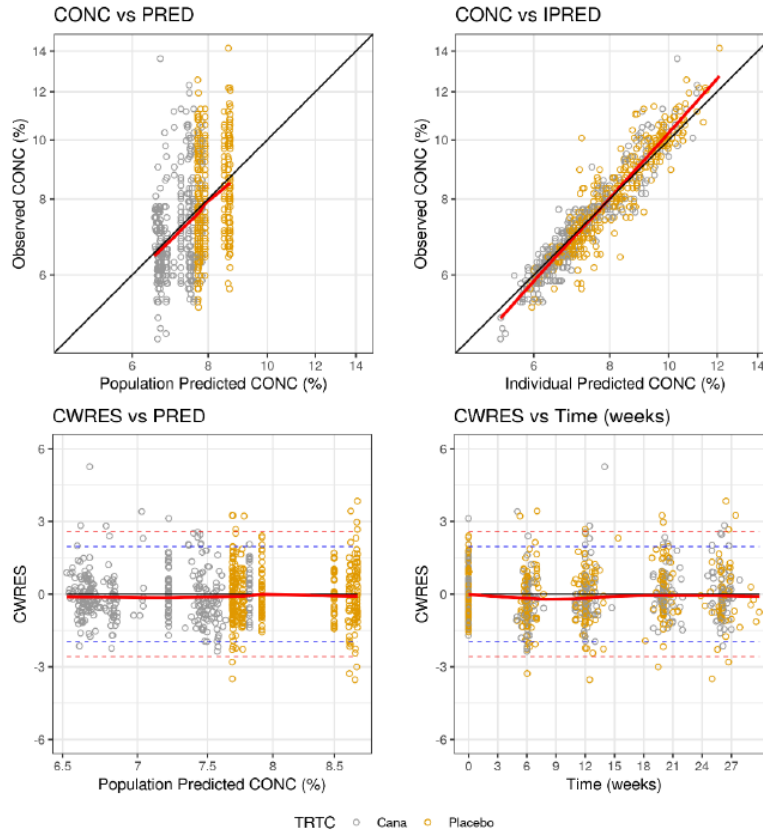 CONC vs PRED
CONC vs IPRED
Observed CONC (%)
14
12
10
8
6
6 8 10 12 14
Population Predicted CONC (%)
Observed CONC (%)
14
12
10
8
6
6 8 10 12 14
Individual Predicted CONC (%)
CWRES vs PRED
CWRES vs Time (weeks)
CWRES
6
3
0
-3
-6
6.5 7 7.5 8 8.5
Population Predicted CONC (%)
CWRES
6
3
0
-3
-6
0 3 6 9 12 15 18 21 24 27
Time (weeks)
TRTC Cana Placebo